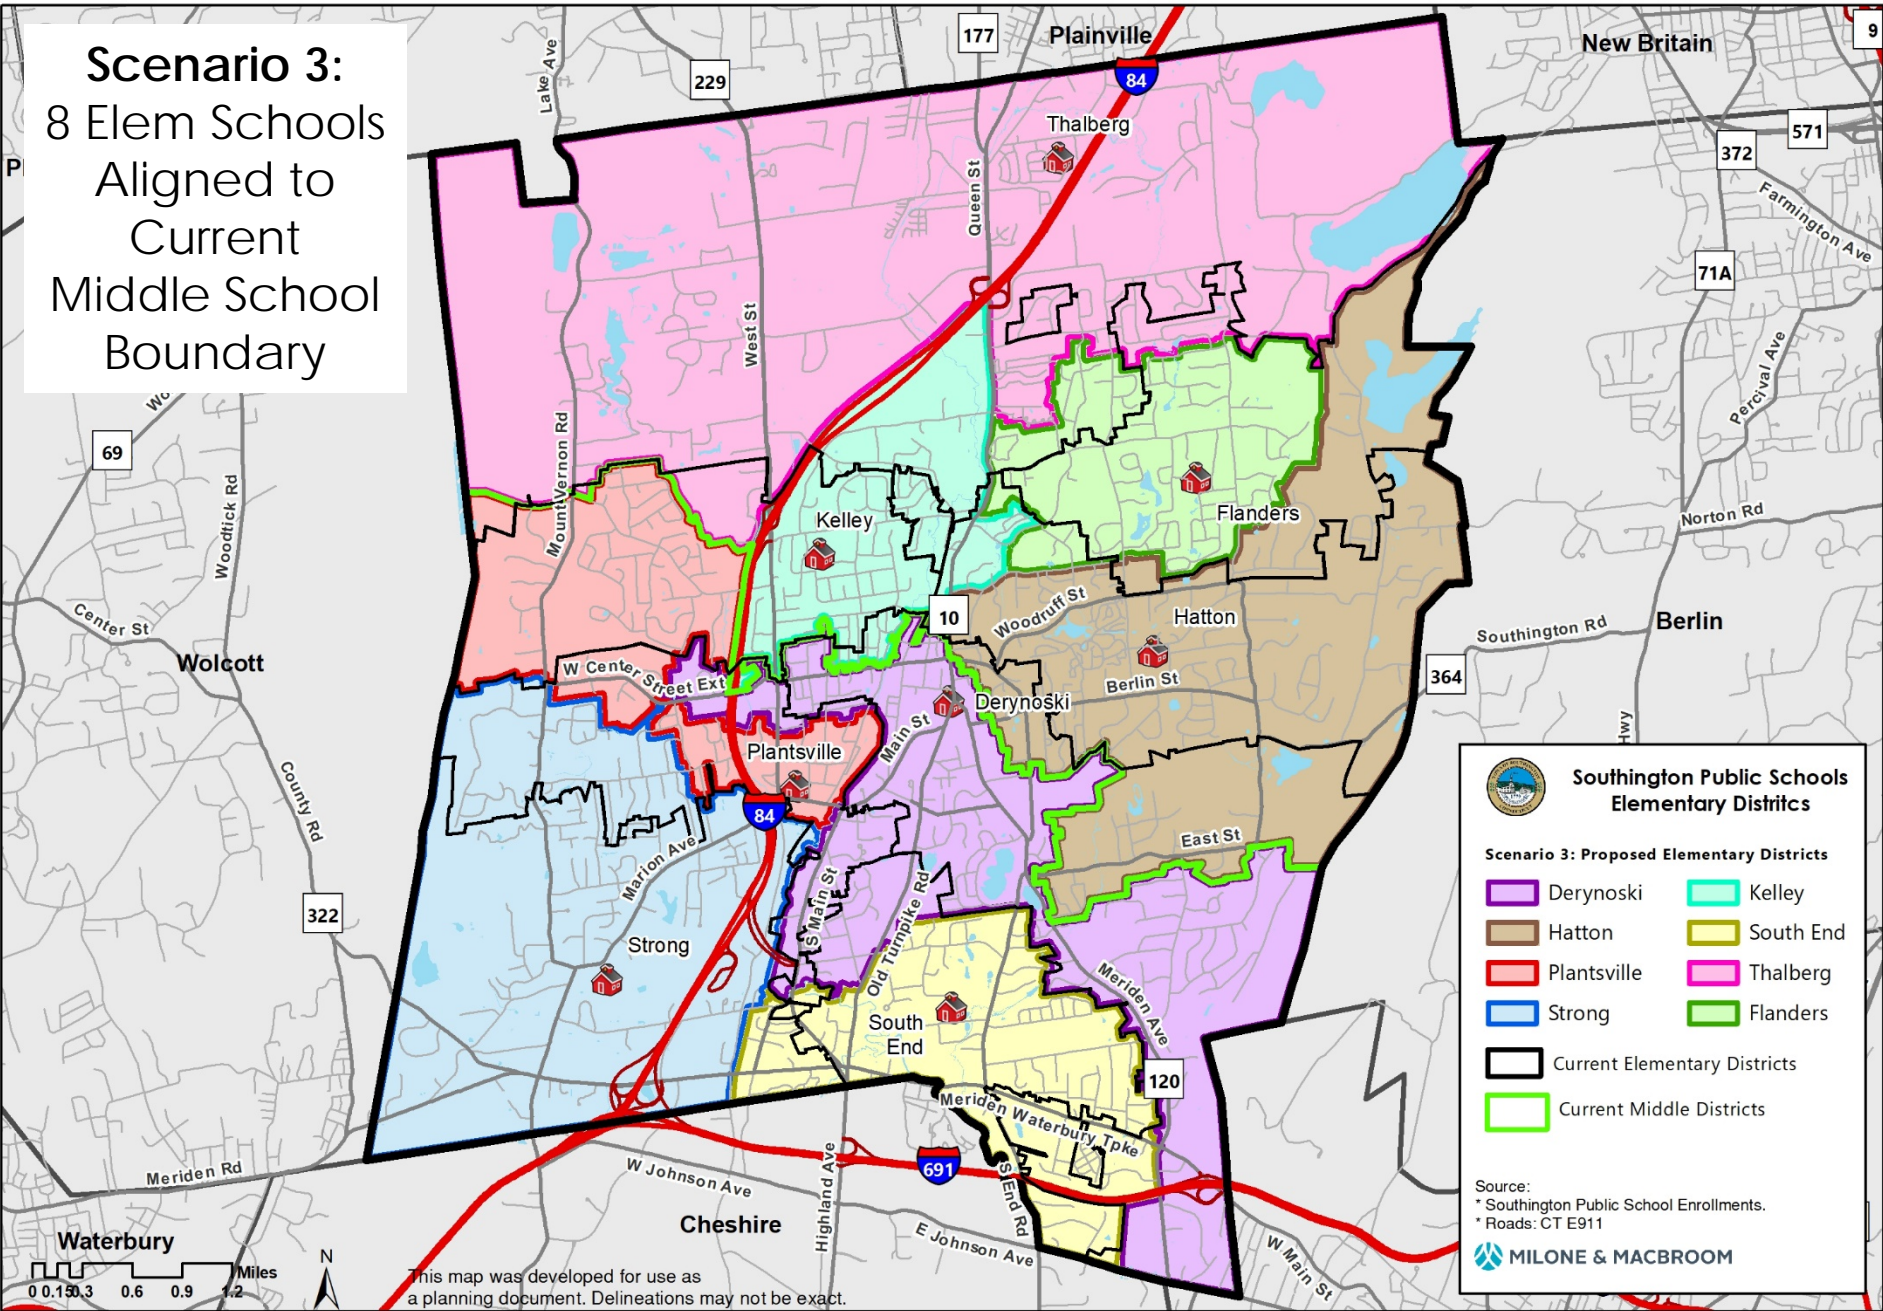 Scenario 3:
8 Elem Schools
Aligned to
Current
Middle School
Boundary
Lake Ave
229
177
Plainville
84
New Britain
9
571
372
Farmington Ave
71A
Percival Ave
Pl
Thalberg
Queen St
West St
Wo
69
Woodtick Rd
Mount Vernon Rd
Kelley
Flanders
Norton Rd
Center St
Wolcott
10
Woodruff St
Hatton
Southington Rd
Berlin
364
W Center Street Ext
Berlin St
Derynoski
Main St
Plantsville
Hwy
County Rd
84
Marion Ave
East St
322
S Main St
Old Turnpike Rd
Strong
Meriden Ave
South
End
120
Meriden Waterbury Tpke
Meriden Rd
W Johnson Ave
Highland Ave
691
S End Rd
Cheshire
E Johnson Ave
W Main St
Waterbury
N
Miles
0 0.15 0.3 0.6 0.9 1.2
This map was developed for use as
a planning document. Delineations may not be exact.
Southington Public Schools
Elementary Distritcs
Scenario 3: Proposed Elementary Districts
Derynoski Kelley
Hatton South End
Plantsville Thalberg
Strong Flanders
Current Elementary Districts
Current Middle Districts
Source:
* Southington Public School Enrollments.
* Roads: CT E911
MILONE & MACBROOM